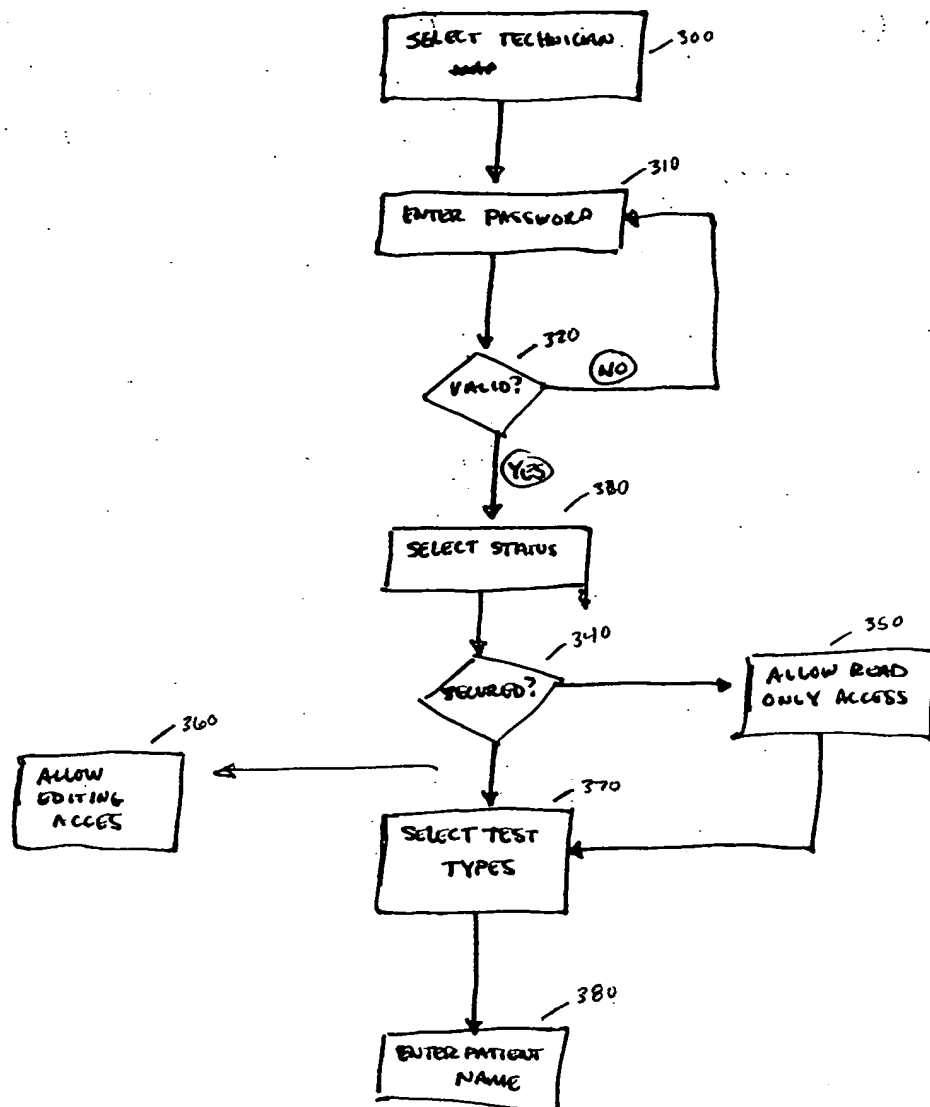 SELECT TECHNICIAN
300
310
ENTER PASSWORD
320
VALID?
NO
YES
380
SELECT STATUS
340
SECURED?
350
ALLOW READ
ONLY ACCESS
360
ALLOW
EDITING
ACCES
370
SELECT TEST
TYPES
380
ENTER PATIENT
NAME